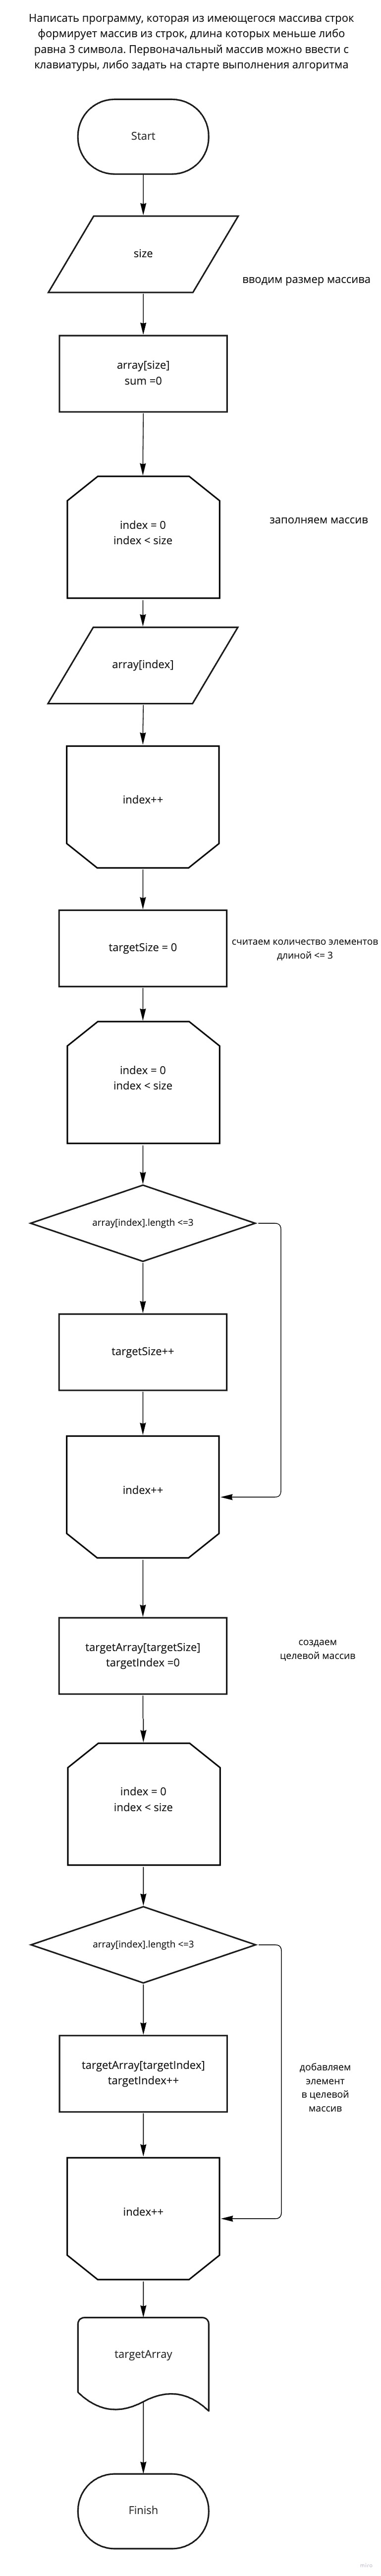 Написать программу, которая из имеющегося массива строк
формирует массив из строк, длина которых меньше либо
равна 3 символа. Первоначальный массив можно ввести с
клавиатуры, либо задать на старте выполнения алгоритма
Start
size
вводим размер массива
array[size]
sum =0
index = 0
index < size
заполняем массив
array[index]
index++
targetSize = 0
считаем количество элементов
длиной <= 3
index = 0
index < size
array[index].length <=3
targetSize++
index++
targetArray[targetSize]
targetIndex =0
создаем
целевой массив
index = 0
index < size
array[index].length <=3
targetArray[targetIndex]
targetIndex++
добавляем
элемент
в целевой
массив
index++
targetArray
Finish
miro